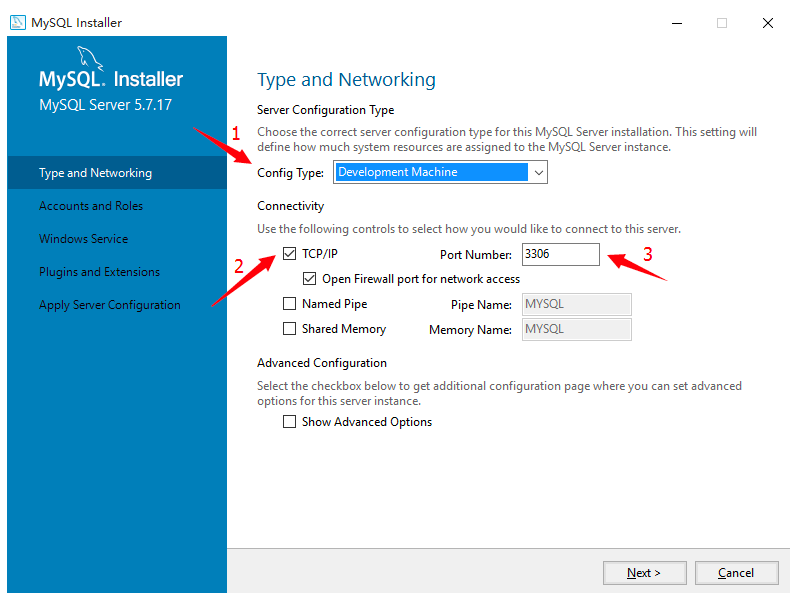 MySQL Installer
MySQL. Installer
MySQL Server 5.7.17
Type and Networking
Accounts and Roles
Windows Service
Plugins and Extensions
Apply Server Configuration
Type and Networking
Server Configuration Type
Choose the correct server configuration type for this MySQL Server installation. This setting will
define how much system resources are assigned to the MySQL Server instance.
1
Config Type: Development Machine
Connectivity
Use the following controls to select how you would like to connect to this server.
2
TCP/IP Port Number: 3306
3
Open Firewall port for network access
Named Pipe Pipe Name: MYSQL
Shared Memory Memory Name: MYSQL
Advanced Configuration
Select the checkbox below to get additional configuration page where you can set advanced
options for this server instance.
Show Advanced Options
Next > Cancel